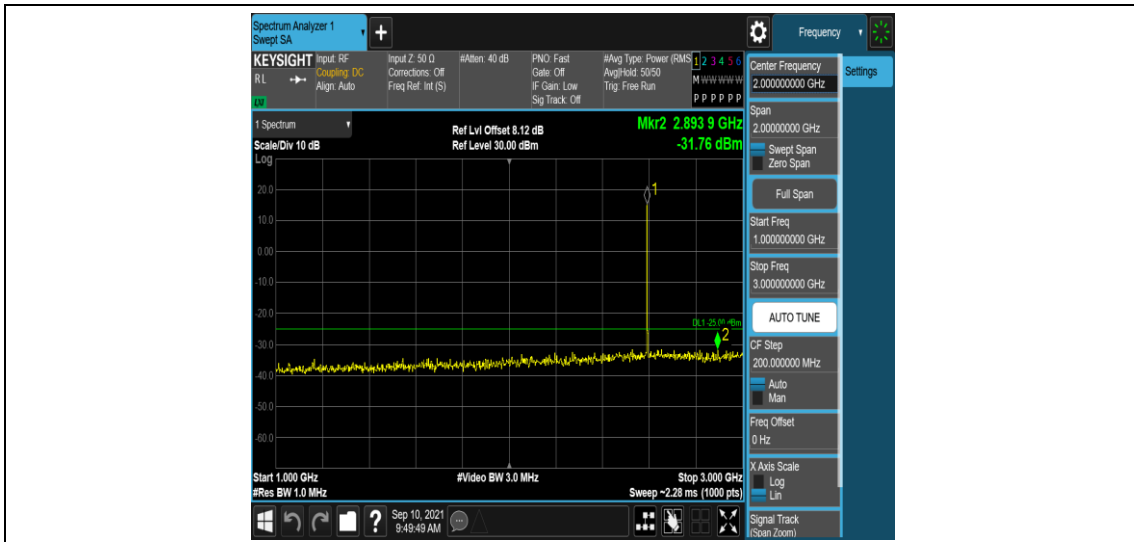 Spectrum Analyzer 1
Swept SA
+
Frequency
KEYSIGHT
RL
Input: RF
Coupling: DC
Align: Auto
Input Z: 50 Ω
Corrections: Off
Freq Ref: Int (S)
#Atten: 40 dB
PNO: Fast
Gate: Off
IF Gain: Low
Sig Track: Off
#Avg Type: Power (RMS
Avg|Hold: 50/50
Trig: Free Run
1 2 3 4 5 6
M W W W W W
P P P P P P
1 Spectrum
Scale/Div 10 dB
Ref Lvl Offset 8.12 dB
Ref Level 30.00 dBm
Mkr2 2.893 9 GHz
-31.76 dBm
Log
20.0
10.0
0.00
-10.0
-20.0
-30.0
-40.0
-50.0
-60.0
1
DL1 -25.00 dBm
2
Start 1.000 GHz
#Res BW 1.0 MHz
#Video BW 3.0 MHz
Stop 3.000 GHz
Sweep ~2.28 ms (1000 pts)
Center Frequency
2.000000000 GHz
Settings
Span
2.00000000 GHz
Swept Span
Zero Span
Full Span
Start Freq
1.000000000 GHz
Stop Freq
3.000000000 GHz
AUTO TUNE
CF Step
200.000000 MHz
Auto
Man
Freq Offset
0 Hz
X Axis Scale
Log
Lin
Signal Track
(Span Zoom)
?
Sep 10, 2021
9:49:49 AM